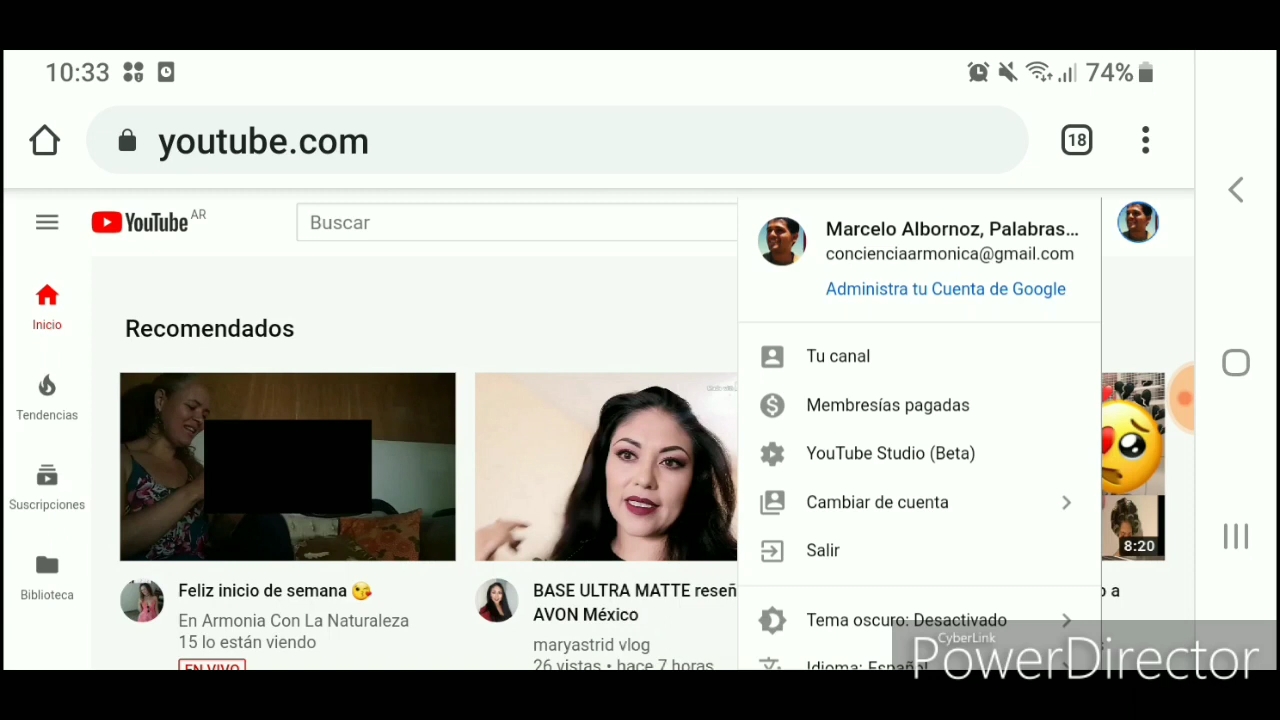 10:33
74%
youtube.com
18
YouTube AR
Buscar
Marcelo Albornoz, Palabras...
concienciaarmonica@gmail.com
Administra tu Cuenta de Google
Inicio
Tendencias
Suscripciones
Biblioteca
Recomendados
Feliz inicio de semana
En Armonia Con La Naturaleza
15 lo están viendo
EN VIVO
BASE ULTRA MATTE reseñ
AVON México
maryastrid vlog
26 vistas • hace 7 horas
Tu canal
Membresías pagadas
YouTube Studio (Beta)
Cambiar de cuenta
Salir
Tema oscuro: Desactivado
Idioma: Español
8:20
o a
CyberLink
PowerDirector